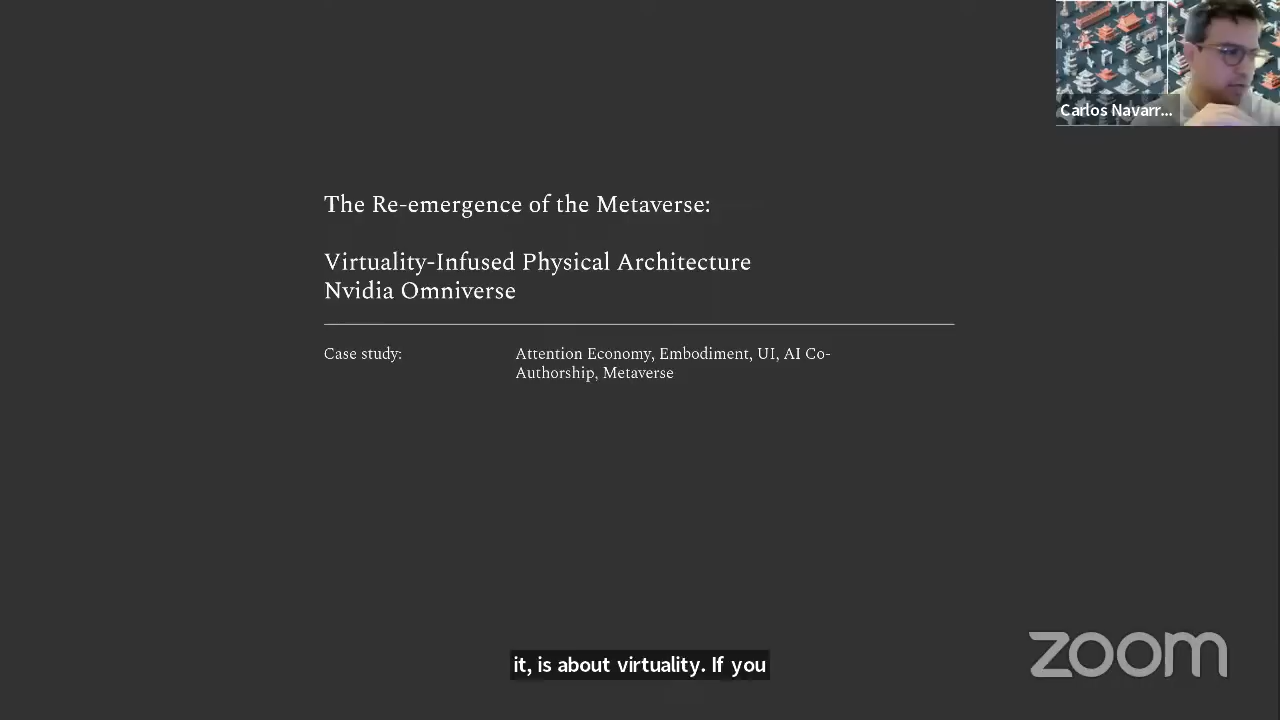 Carlos Navarr...
The Re-emergence of the Metaverse:
Virtuality-Infused Physical Architecture
Nvidia Omniverse
Case study:
Attention Economy, Embodiment, UI, AI Co-
Authorship, Metaverse
it, is about virtuality. If you
zoom